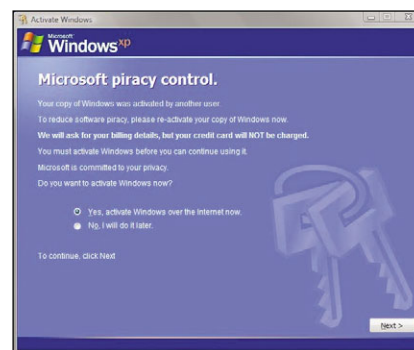 Activate Windows
Microsoft
Windows xp
Microsoft piracy control.
Your copy of Windows was activated by another user.
To reduce software piracy, please re-activate your copy of Windows now.
We will ask for your billing details, but your credit card will NOT be charged.
You must activate Windows before you can continue using it.
Microsoft is committed to your privacy.
Do you want to activate Windows now?
Yes, activate Windows over the Internet now.
No, I will do it later.
To continue, click Next
Next >